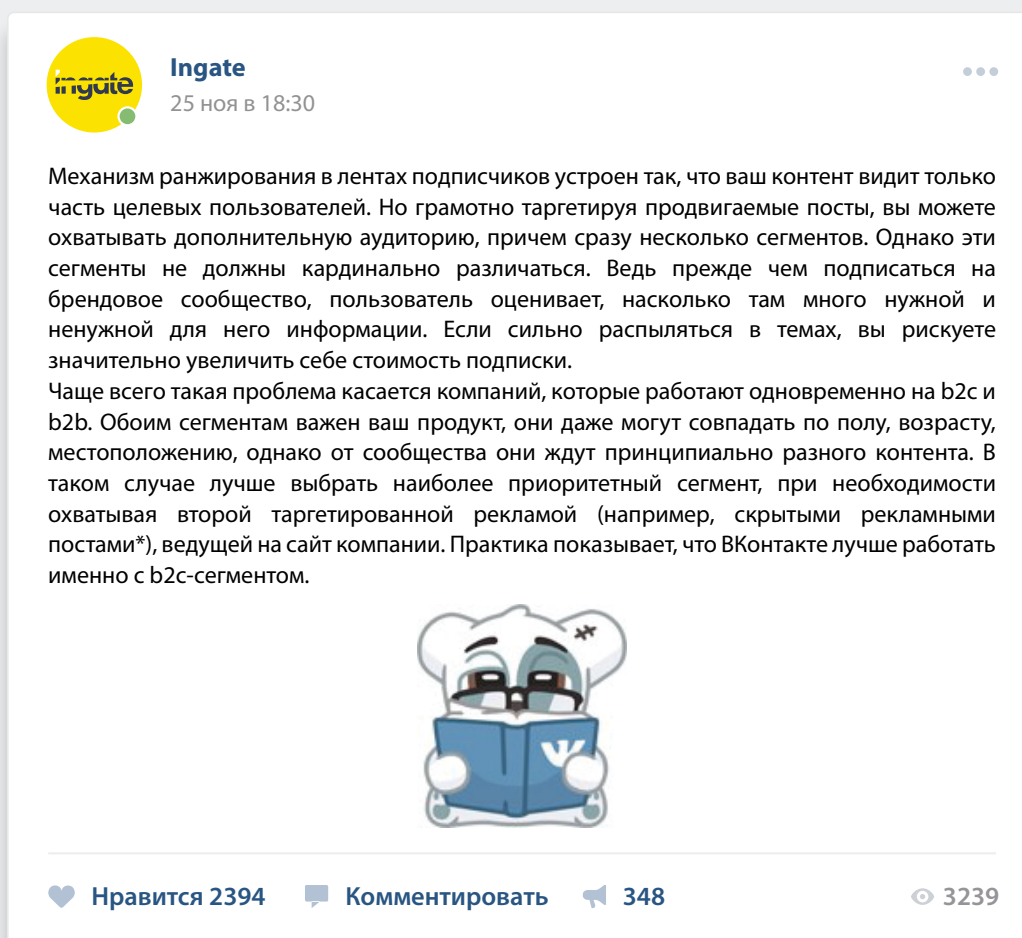 ingate
Ingate
25 ноя в 18:30
Механизм ранжирования в лентах подписчиков устроен так, что ваш контент видит только
часть целевых пользователей. Но грамотно таргетируя продвигаемые посты, вы можете
охватывать дополнительную аудиторию, причем сразу несколько сегментов. Однако эти
сегменты не должны кардинально различаться. Ведь прежде чем подписаться на
брендовое сообщество, пользователь оценивает, насколько там много нужной и
ненужной для него информации. Если сильно распыляться в темах, вы рискуете
значительно увеличить себе стоимость подписки.
Чаще всего такая проблема касается компаний, которые работают одновременно на b2c и
b2b. Обоим сегментам важен ваш продукт, они даже могут совпадать по полу, возрасту,
местоположению, однако от сообщества они ждут принципиально разного контента. В
таком случае лучше выбрать наиболее приоритетный сегмент, при необходимости
охватывая второй таргетированной рекламой (например, скрытыми рекламными
постами*), ведущей на сайт компании. Практика показывает, что ВКонтакте лучше работать
именно с b2c-сегментом.
Нравится 2394 Комментировать 348 3239